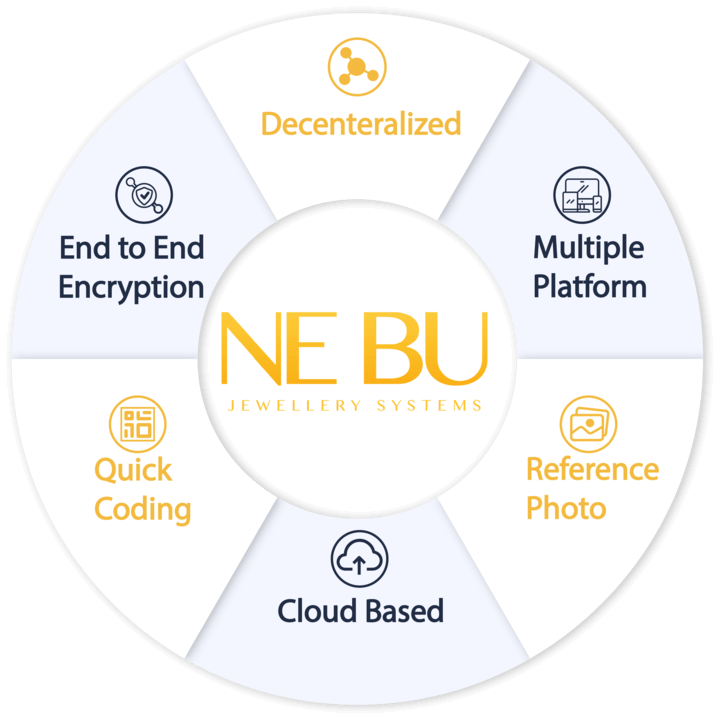 Decenteralized
End to End
Encryption
Multiple
Platform
NE BU
JEWELLERY SYSTEMS
Quick
Coding
Reference
Photo
Cloud Based